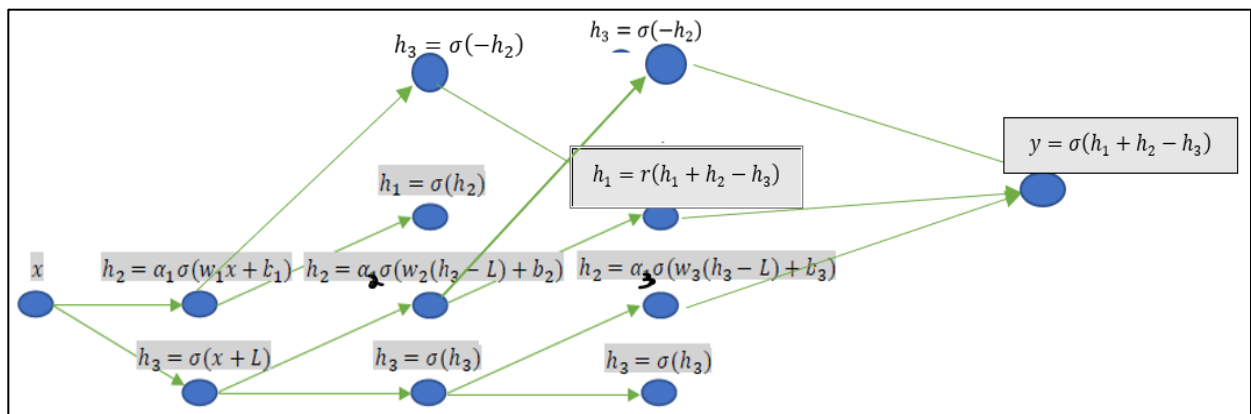 h₃ = σ(−h₂)
h₃ = σ(−h₂)
y = σ(h₁ + h₂ − h₃)
h₁ = r(h₁ + h₂ − h₃)
h₁ = σ(h₂)
x
h₂ = α₁σ(w₁x + b₁)
h₂ = α₂σ(w₂(h₃ − L) + b₂)
h₂ = α₃σ(w₃(h₃ − L) + b₃)
h₃ = σ(x + L)
h₃ = σ(h₃)
h₃ = σ(h₃)